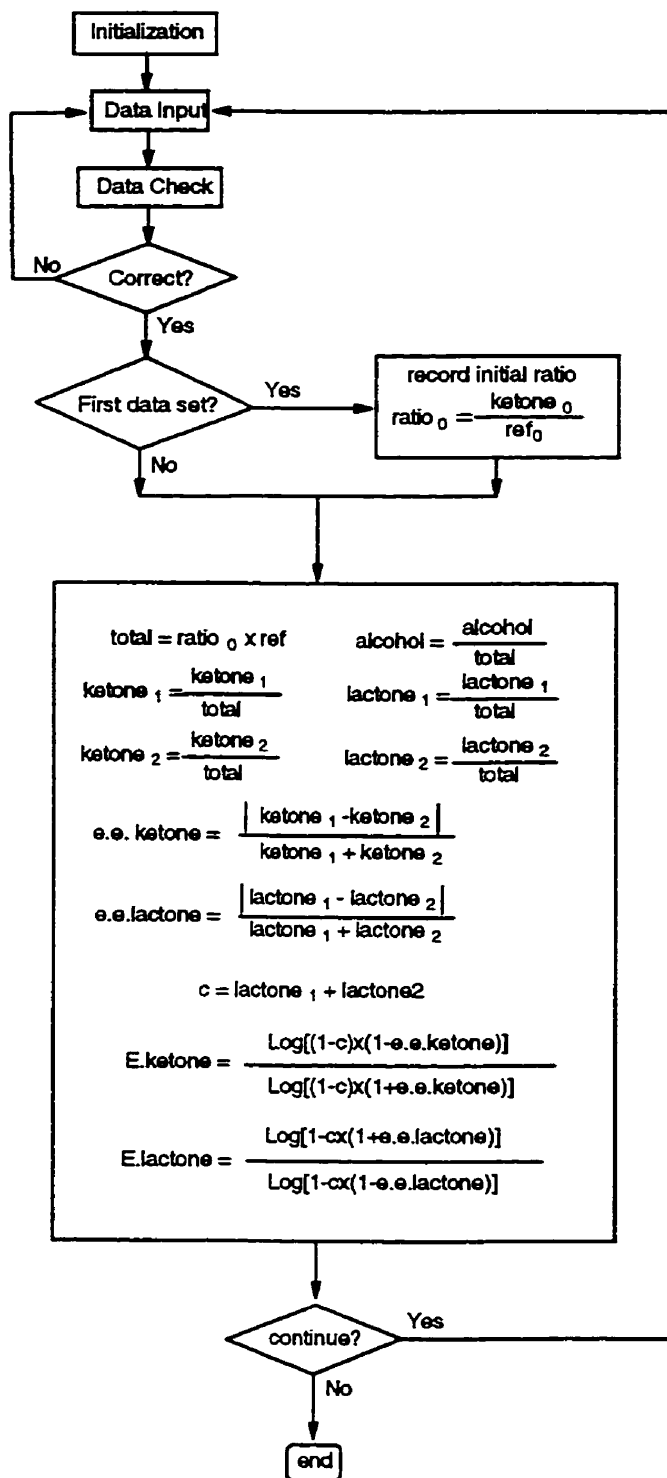 Initialization
Data Input
Data Check
No
Correct?
Yes
First data set?
Yes
No
record initial ratio
ratio 0 = ketone 0 / ref0
total = ratio 0 x ref
alcohol = alcohol / total
ketone 1 = ketone 1 / total
lactone 1 = lactone 1 / total
ketone 2 = ketone 2 / total
lactone 2 = lactone 2 / total
e.e. ketone = | ketone 1 -ketone 2 | / ketone 1 + ketone 2
e.e.lactone = |lactone 1 - lactone 2 | / lactone 1 + lactone 2
c = lactone 1 + lactone2
E.ketone = Log[(1-c)x(1-e.e.ketone)] / Log[(1-c)x(1+e.e.ketone)]
E.lactone = Log[1-cx(1+e.e.lactone)] / Log[1-cx(1-e.e.lactone)]
continue?
Yes
No
end